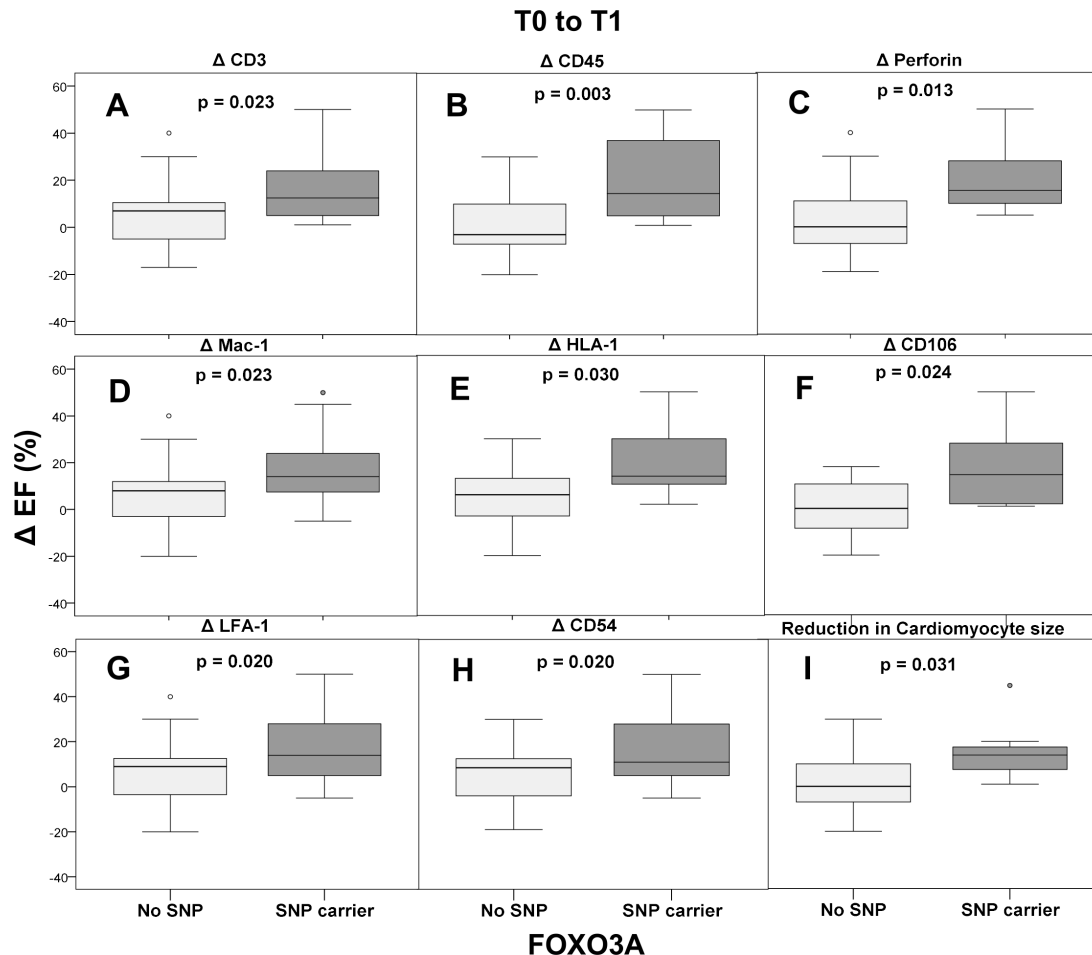 T0 to T1
Δ CD3
Δ CD45
Δ Perforin
A
p = 0.023
B
p = 0.003
C
p = 0.013
60
40
20
0
-20
-40
Δ Mac-1
Δ HLA-1
Δ CD106
D
p = 0.023
E
p = 0.030
F
p = 0.024
60
40
20
0
-20
-40
Δ EF (%)
Δ LFA-1
Δ CD54
Reduction in Cardiomyocyte size
G
p = 0.020
H
p = 0.020
I
p = 0.031
60
40
20
0
-20
-40
No SNP
SNP carrier
No SNP
SNP carrier
No SNP
SNP carrier
FOXO3A